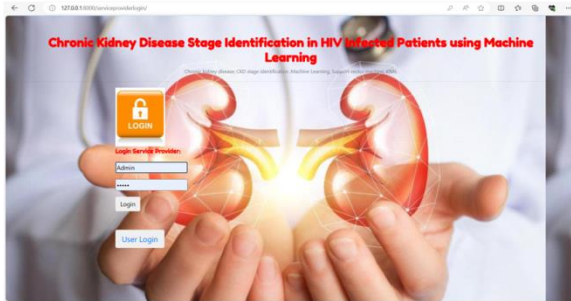 127.0.0.1:8000/serviceproviderlogin/
Chronic Kidney Disease Stage Identification in HIV Infected Patients using Machine
Learning
Chronic kidney disease, CKD stage identification, Machine Learning, Support vector machine, KNN.
LOGIN
Login Service Provider:
Admin
•••••
Login
User Login